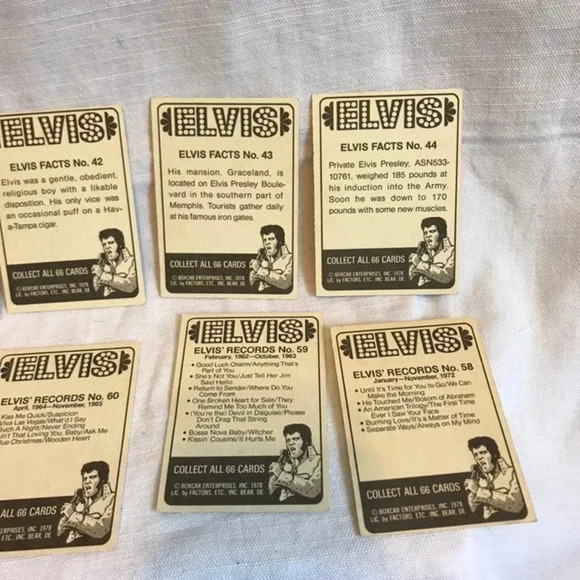 ELVIS
ELVIS FACTS No. 42
Elvis was a gentle, obedient,
religious boy with a likable
disposition. His only vice was
an occasional puff on a Hav-
a-Tampa cigar.
COLLECT ALL 66 CARDS
© BOXCAR ENTERPRISES, INC 1978
LIC. by FACTORS, ETC. INC. BEAR, DE
ELVIS
ELVIS FACTS No. 43
His mansion, Graceland, is
located on Elvis Presley Boule-
vard in the southern part of
Memphis. Tourists gather daily
at his famous iron gates.
COLLECT ALL 66 CARDS
© BOXCAR ENTERPRISES, INC 1978
LIC. by FACTORS, ETC. INC. BEAR, DE
ELVIS
ELVIS FACTS No. 44
Private Elvis Presley, ASN533-
10761, weighed 185 pounds at
his induction into the Army.
Soon he was down to 170
pounds with some new muscles.
COLLECT ALL 66 CARDS
© BOXCAR ENTERPRISES, INC 1978
LIC. by FACTORS, ETC. INC. BEAR, DE
ELVIS
ELVIS' RECORDS No. 60
April, 1964—November, 1965
Kiss Me Quick/Suspicion
Viva Las Vegas/What'd I Say
Such A Night/Never Ending
Ain't That Loving You, Baby/Ask Me
Blue Christmas/Wooden Heart
COLLECT ALL 66 CARDS
ENTERPRISES, INC 1978
FACTORS, ETC, INC BEAR, DE
ELVIS
ELVIS' RECORDS No. 59
February, 1962—October, 1963
• Good Luck Charm/Anything That's
Part of You
• She's Not You/Just Tell Her Jim
Said Hello
• Return to Sender/Where Do You
Come From
• One Broken Heart for Sale/They
Remind Me Too Much of You
• (You're the) Devil in Disguise/Please
Don't Drag That String
Around
• Bossa Nova Baby/Witcher
• Kissin' Cousins/It Hurts Me
COLLECT ALL 66 CARDS
© BOXCAR ENTERPRISES, INC 1978
LIC. by FACTORS, ETC. INC BEAR, DE
ELVIS
ELVIS' RECORDS No. 58
January—November, 1972
• Until It's Time for You to Go/We Can
Make the Morning
• He Touched Me/Bosom of Abraham
• An American Trilogy/The First Time
Ever I Saw Your Face
• Burning Love/It's a Matter of Time
• Separate Ways/Always on My Mind
COLLECT ALL 66 CARDS
© BOXCAR ENTERPRISES, INC 1978
LIC. by FACTORS, ETC, INC BEAR, DE